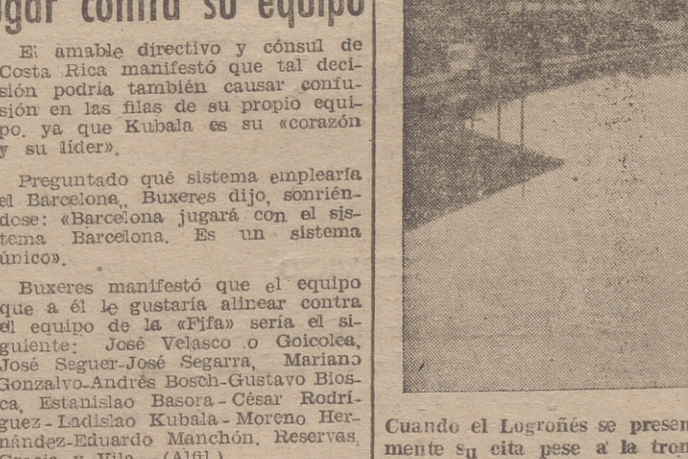 ugar contra su equipo
El amable directivo y cónsul de
Costa Rica manifestó que tal deci-
sión podría también causar confu-
sión en las filas de su propio equi-
po, ya que Kubala es su «corazón
y su líder».
Preguntado qué sistema emplearía
el Barcelona, Buxeres dijo, sonrién-
dose: «Barcelona jugará con el sis-
tema Barcelona. Es un sistema
único».
Buxeres manifestó que el equipo
que a él le gustaría alinear contra
el equipo de la «Fifa» sería el si-
guiente: José Velasco o Goicolea,
José Seguer-José Segarra, Mariano
Gonzalvo-Andrés Bosch-Gustavo Bios-
ca, Estanislao Basora-César Rodrí-
guez-Ladislao Kubala-Moreno Her-
nández-Eduardo Manchón. Reservas,
Gracia y Vila.—(Alfil.)
Cuando el Logroñés se presen
mente su cita pese a la tron